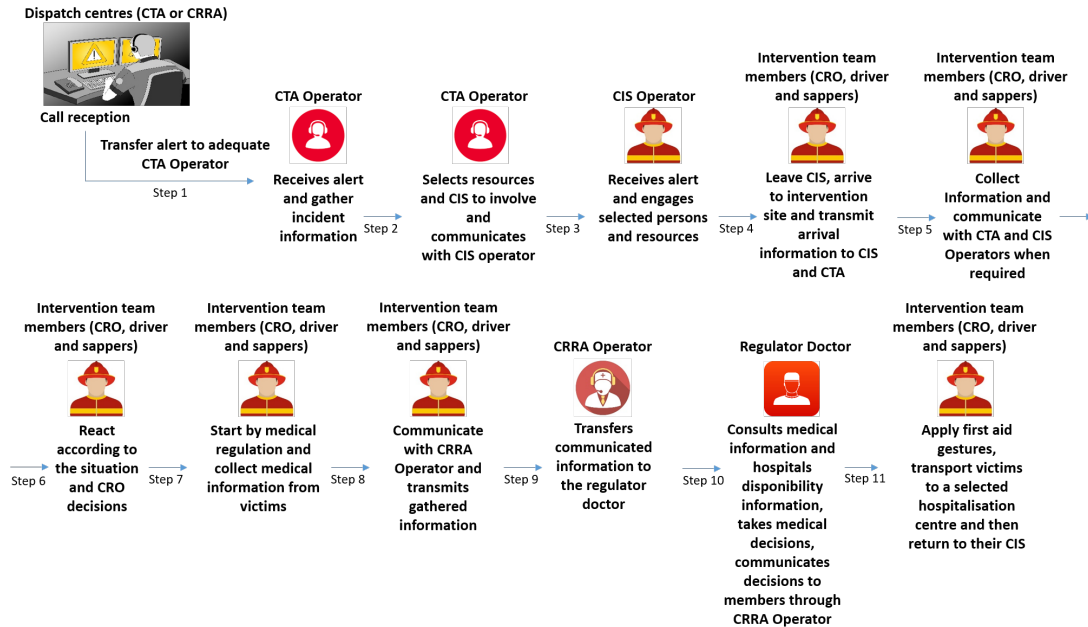 Dispatch centres (CTA or CRRA)
Call reception
Transfer alert to adequate
CTA Operator
Step 1
CTA Operator
Receives alert
and gather
incident
information
Step 2
CTA Operator
Selects resources
and CIS to involve
and
communicates
with CIS operator
Step 3
CIS Operator
Receives alert
and engages
selected persons
and resources
Step 4
Intervention team
members (CRO, driver
and sappers)
Leave CIS, arrive
to intervention
site and transmit
arrival
information to CIS
and CTA
Step 5
Intervention team
members (CRO, driver
and sappers)
Collect
Information and
communicate
with CTA and CIS
Operators when
required
Step 6
Intervention team
members (CRO, driver
and sappers)
React
according to
the situation
and CRO
decisions
Step 7
Intervention team
members (CRO, driver
and sappers)
Start by medical
regulation and
collect medical
information from
victims
Step 8
Intervention team
members (CRO, driver
and sappers)
Communicate
with CRRA
Operator and
transmits
gathered
information
Step 9
CRRA Operator
Transfers
communicated
information to
the regulator
doctor
Step 10
Regulator Doctor
Consults medical
information and
hospitals
disponibility
information,
takes medical
decisions,
communicates
decisions to
members through
CRRA Operator
Step 11
Intervention team
members (CRO, driver
and sappers)
Apply first aid
gestures,
transport victims
to a selected
hospitalisation
centre and then
return to their CIS